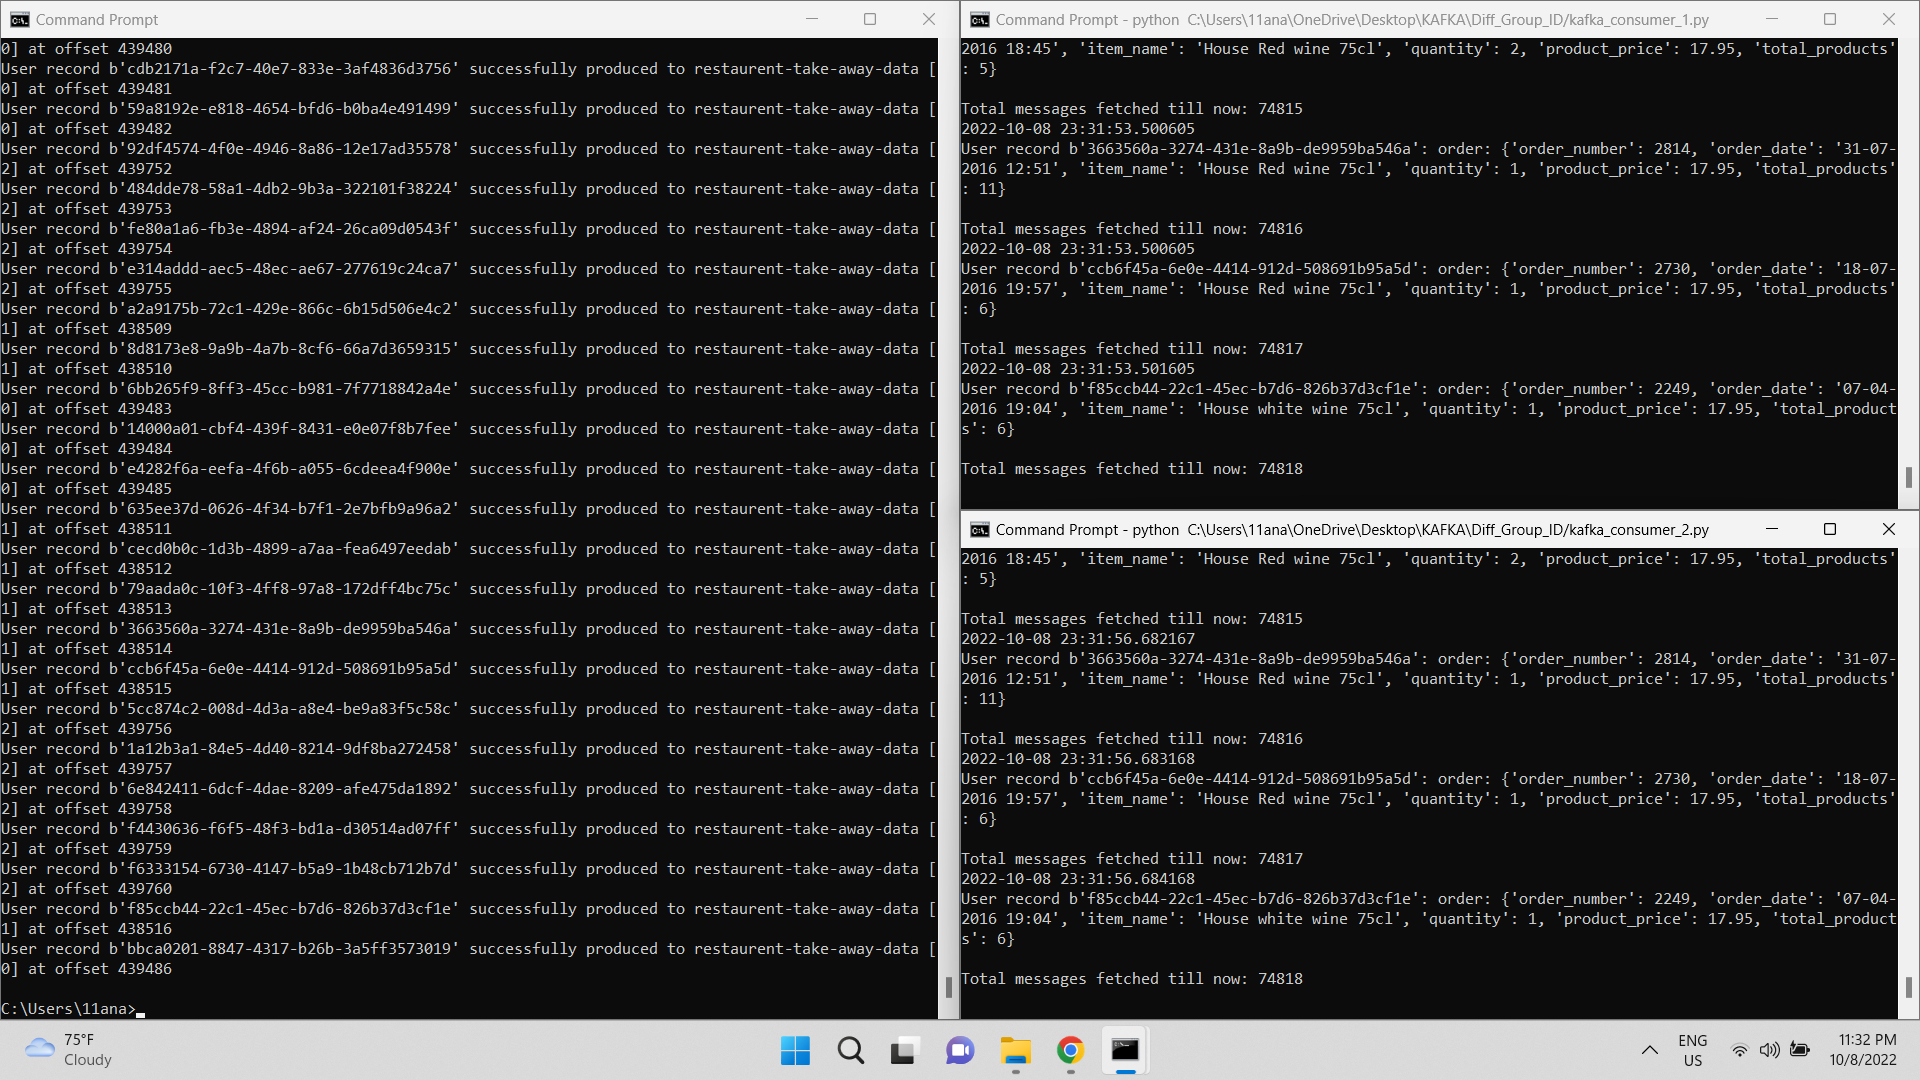 Command Prompt
0] at offset 439480
User record b'cdb2171a-f2c7-40e7-833e-3af4836d3756' successfully produced to restaurent-take-away-data [
0] at offset 439481
User record b'59a8192e-e818-4654-bfd6-b0ba4e491499' successfully produced to restaurent-take-away-data [
0] at offset 439482
User record b'92df4574-4f0e-4946-8a86-12e17ad35578' successfully produced to restaurent-take-away-data [
2] at offset 439752
User record b'484dde78-58a1-4db2-9b3a-322101f38224' successfully produced to restaurent-take-away-data [
2] at offset 439753
User record b'fe80a1a6-fb3e-4894-af24-26ca09d0543f' successfully produced to restaurent-take-away-data [
2] at offset 439754
User record b'e314addd-aec5-48ec-ae67-277619c24ca7' successfully produced to restaurent-take-away-data [
2] at offset 439755
User record b'a2a9175b-72c1-429e-866c-6b15d506e4c2' successfully produced to restaurent-take-away-data [
1] at offset 438509
User record b'8d8173e8-9a9b-4a7b-8cf6-66a7d3659315' successfully produced to restaurent-take-away-data [
1] at offset 438510
User record b'6bb265f9-8ff3-45cc-b981-7f7718842a4e' successfully produced to restaurent-take-away-data [
0] at offset 439483
User record b'14000a01-cbf4-439f-8431-e0e07f8b7fee' successfully produced to restaurent-take-away-data [
0] at offset 439484
User record b'e4282f6a-eefa-4f6b-a055-6cdeea4f900e' successfully produced to restaurent-take-away-data [
0] at offset 439485
User record b'635ee37d-0626-4f34-b7f1-2e7bfb9a96a2' successfully produced to restaurent-take-away-data [
1] at offset 438511
User record b'cecd0b0c-1d3b-4899-a7aa-fea6497eedab' successfully produced to restaurent-take-away-data [
1] at offset 438512
User record b'79aada0c-10f3-4ff8-97a8-172dff4bc75c' successfully produced to restaurent-take-away-data [
1] at offset 438513
User record b'3663560a-3274-431e-8a9b-de9959ba546a' successfully produced to restaurent-take-away-data [
1] at offset 438514
User record b'ccb6f45a-6e0e-4414-912d-508691b95a5d' successfully produced to restaurent-take-away-data [
1] at offset 438515
User record b'5cc874c2-008d-4d3a-a8e4-be9a83f5c58c' successfully produced to restaurent-take-away-data [
2] at offset 439756
User record b'1a12b3a1-84e5-4d40-8214-9df8ba272458' successfully produced to restaurent-take-away-data [
2] at offset 439757
User record b'6e842411-6dcf-4dae-8209-afe475da1892' successfully produced to restaurent-take-away-data [
2] at offset 439758
User record b'f4430636-f6f5-48f3-bd1a-d30514ad07ff' successfully produced to restaurent-take-away-data [
2] at offset 439759
User record b'f6333154-6730-4147-b5a9-1b48cb712b7d' successfully produced to restaurent-take-away-data [
2] at offset 439760
User record b'f85ccb44-22c1-45ec-b7d6-826b37d3cf1e' successfully produced to restaurent-take-away-data [
1] at offset 438516
User record b'bbca0201-8847-4317-b26b-3a5ff3573019' successfully produced to restaurent-take-away-data [
0] at offset 439486
C:\Users\11ana>
Command Prompt - python C:\Users\11ana\OneDrive\Desktop\KAFKA\Diff_Group_ID/kafka_consumer_1.py
2016 18:45', 'item_name': 'House Red wine 75cl', 'quantity': 2, 'product_price': 17.95, 'total_products'
: 5}
Total messages fetched till now: 74815
2022-10-08 23:31:53.500605
User record b'3663560a-3274-431e-8a9b-de9959ba546a': order: {'order_number': 2814, 'order_date': '31-07-
2016 12:51', 'item_name': 'House Red wine 75cl', 'quantity': 1, 'product_price': 17.95, 'total_products'
: 11}
Total messages fetched till now: 74816
2022-10-08 23:31:53.500605
User record b'ccb6f45a-6e0e-4414-912d-508691b95a5d': order: {'order_number': 2730, 'order_date': '18-07-
2016 19:57', 'item_name': 'House Red wine 75cl', 'quantity': 1, 'product_price': 17.95, 'total_products'
: 6}
Total messages fetched till now: 74817
2022-10-08 23:31:53.501605
User record b'f85ccb44-22c1-45ec-b7d6-826b37d3cf1e': order: {'order_number': 2249, 'order_date': '07-04-
2016 19:04', 'item_name': 'House white wine 75cl', 'quantity': 1, 'product_price': 17.95, 'total_product
s': 6}
Total messages fetched till now: 74818
Command Prompt - python C:\Users\11ana\OneDrive\Desktop\KAFKA\Diff_Group_ID/kafka_consumer_2.py
2016 18:45', 'item_name': 'House Red wine 75cl', 'quantity': 2, 'product_price': 17.95, 'total_products'
: 5}
Total messages fetched till now: 74815
2022-10-08 23:31:56.682167
User record b'3663560a-3274-431e-8a9b-de9959ba546a': order: {'order_number': 2814, 'order_date': '31-07-
2016 12:51', 'item_name': 'House Red wine 75cl', 'quantity': 1, 'product_price': 17.95, 'total_products'
: 11}
Total messages fetched till now: 74816
2022-10-08 23:31:56.683168
User record b'ccb6f45a-6e0e-4414-912d-508691b95a5d': order: {'order_number': 2730, 'order_date': '18-07-
2016 19:57', 'item_name': 'House Red wine 75cl', 'quantity': 1, 'product_price': 17.95, 'total_products'
: 6}
Total messages fetched till now: 74817
2022-10-08 23:31:56.684168
User record b'f85ccb44-22c1-45ec-b7d6-826b37d3cf1e': order: {'order_number': 2249, 'order_date': '07-04-
2016 19:04', 'item_name': 'House white wine 75cl', 'quantity': 1, 'product_price': 17.95, 'total_product
s': 6}
Total messages fetched till now: 74818
75°F
Cloudy
ENG
US
11:32 PM
10/8/2022